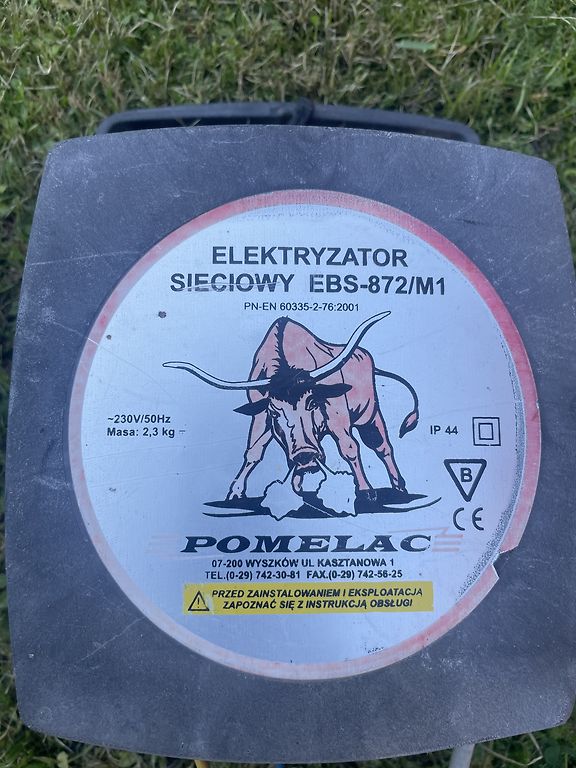 ELEKTRYZATOR
SIECIOWY EBS-872/M1
PN-EN 60335-2-76:2001
~230V/50Hz
Masa: 2,3 kg
IP 44
B
CE
POMELAC
07-200 WYSZKÓW UL KASZTANOWA 1
TEL.(0-29) 742-30-81 FAX.(0-29) 742-56-25
PRZED ZAINSTALOWANIEM I EKSPLOATACJĄ
ZAPOZNAĆ SIĘ Z INSTRUKCJĄ OBSŁUGI